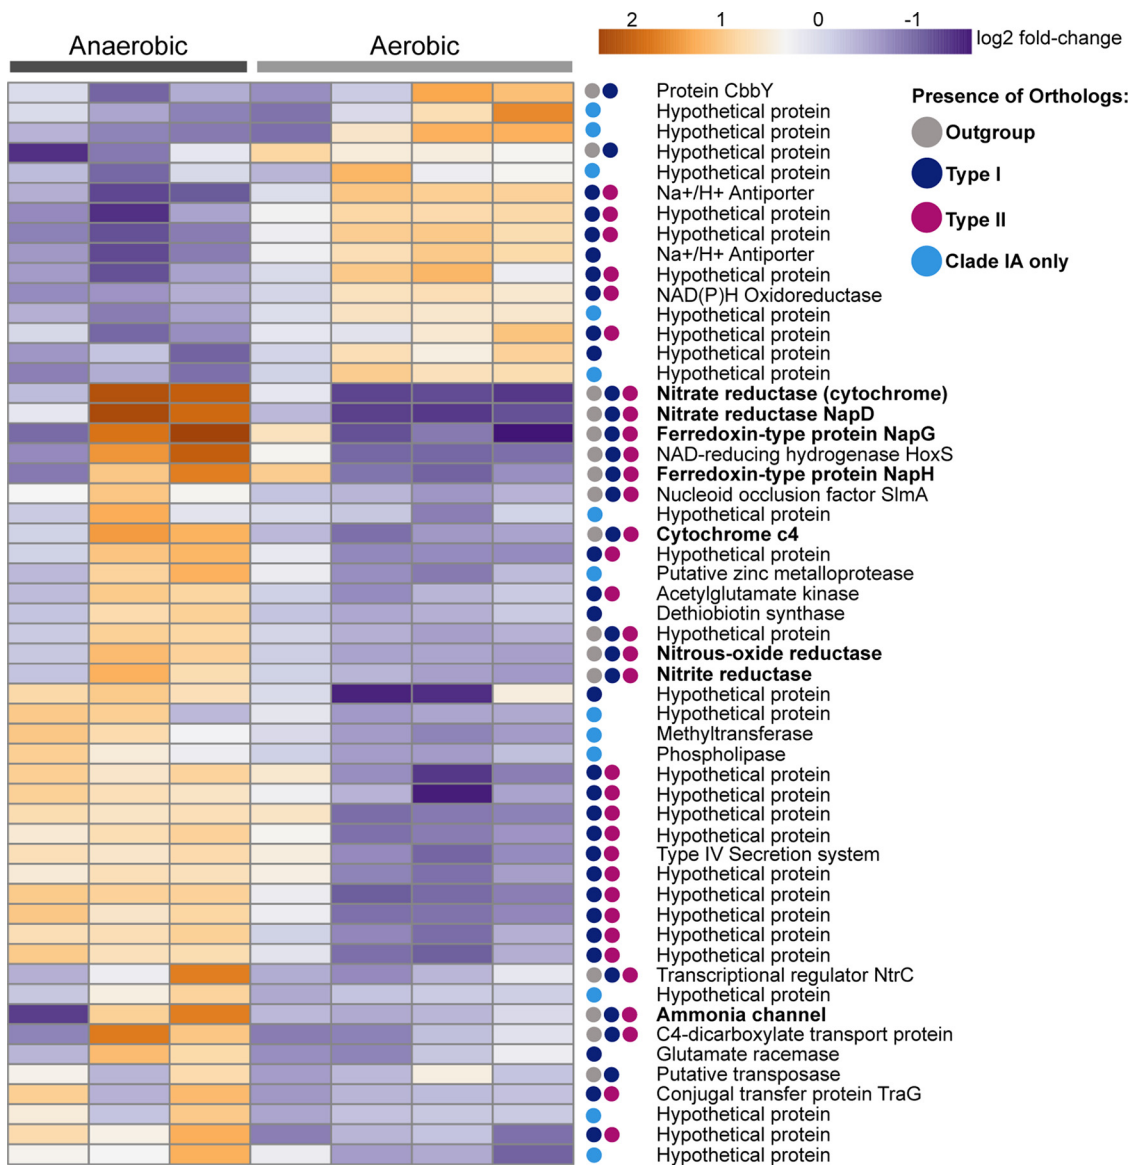 Anaerobic
Aerobic
2 1 0 -1
log2 fold-change
Presence of Orthologs:
Outgroup
Type I
Type II
Clade IA only
Protein CbbY
Hypothetical protein
Hypothetical protein
Hypothetical protein
Hypothetical protein
Na+/H+ Antiporter
Hypothetical protein
Hypothetical protein
Na+/H+ Antiporter
Hypothetical protein
NAD(P)H Oxidoreductase
Hypothetical protein
Hypothetical protein
Hypothetical protein
Hypothetical protein
Nitrate reductase (cytochrome)
Nitrate reductase NapD
Ferredoxin-type protein NapG
NAD-reducing hydrogenase HoxS
Ferredoxin-type protein NapH
Nucleoid occlusion factor SlmA
Hypothetical protein
Cytochrome c4
Hypothetical protein
Putative zinc metalloprotease
Acetylglutamate kinase
Dethiobiotin synthase
Hypothetical protein
Nitrous-oxide reductase
Nitrite reductase
Hypothetical protein
Hypothetical protein
Methyltransferase
Phospholipase
Hypothetical protein
Hypothetical protein
Hypothetical protein
Hypothetical protein
Type IV Secretion system
Hypothetical protein
Hypothetical protein
Hypothetical protein
Hypothetical protein
Hypothetical protein
Transcriptional regulator NtrC
Hypothetical protein
Ammonia channel
C4-dicarboxylate transport protein
Glutamate racemase
Putative transposase
Conjugal transfer protein TraG
Hypothetical protein
Hypothetical protein
Hypothetical protein